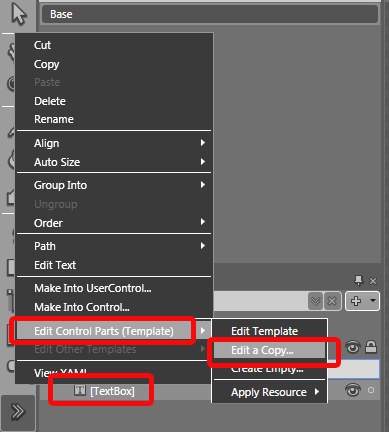 Base
Cut
Copy
Paste
Delete
Rename
Align
Auto Size
Group Into
Ungroup
Order
Path
Edit Text
Make Into UserControl...
Make Into Control...
Edit Control Parts (Template)
Edit Template
Edit Other Templates
Edit a Copy...
View XAML
Create Empty...
[TextBox]
Apply Resource